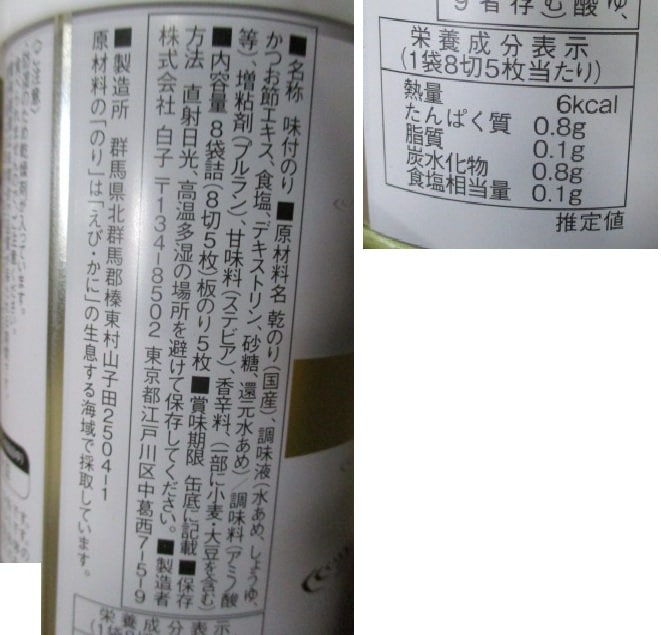 ■名称 味付のり ■原材料名 乾のり(国産)、調味液(水あめ、しょうゆ、
かつお節エキス、食塩、デキストリン、砂糖、還元水あめ)/調味料(アミノ酸
等)、増粘剤(プルラン)、甘味料(ステビア)、香辛料、(一部に小麦・大豆を含む)
■内容量 8袋詰(8切5枚)板のり5枚 ■賞味期限 缶底に記載 ■保存
方法 直射日光、高温多湿の場所を避けて保存してください。 ■製造者
株式会社 白子 〒134-8502 東京都江戸川区中葛西7-5-9
■製造所 群馬県北群馬郡榛東村山子田2504-1
原材料の「のり」は「えび・かに」の生息する海域で採取しています。
〈ご注意〉
栄養成分表示
栄養成分表示
(1袋8切5枚当たり)
熱量 6kcal
たんぱく質 0.8g
脂質 0.1g
炭水化物 0.8g
食塩相当量 0.1g
推定値